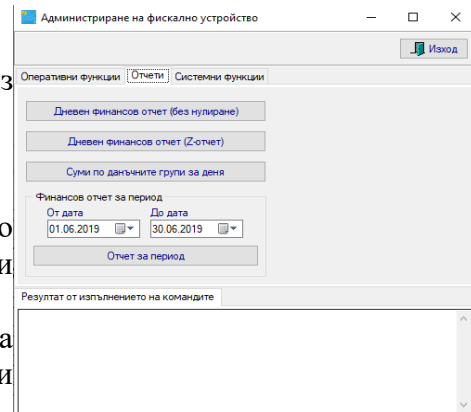 Администриране на фискално устройство
Изход
з
Оперативни функции Отчети Системни функции
Дневен финансов отчет (без нулиране)
Дневен финансов отчет (Z-отчет)
Суми по данъчните групи за деня
Финансов отчет за период
От дата До дата
о
01.06.2019 30.06.2019
Отчет за период
и
Резултат от изпълнението на командите
а
и